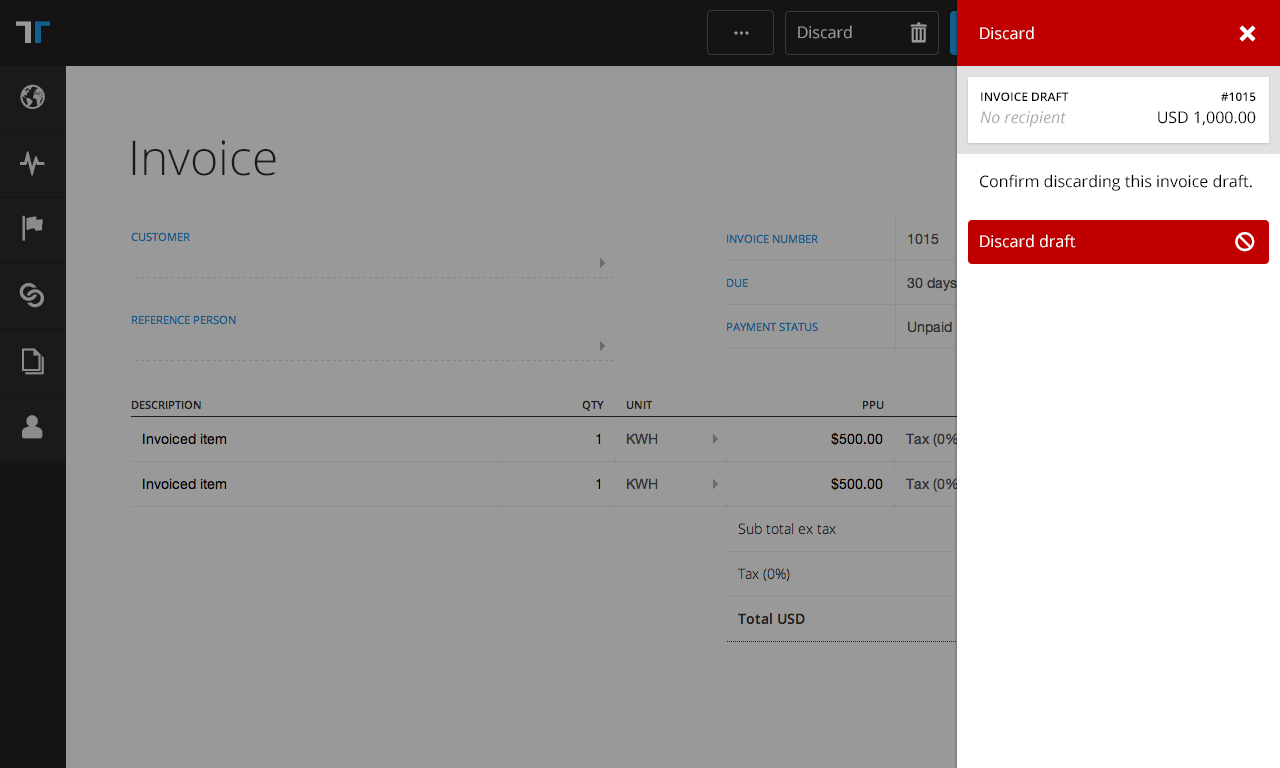 ... Discard Discard
INVOICE DRAFT #1015
No recipient USD 1,000.00
Confirm discarding this invoice draft.
Discard draft
Invoice
CUSTOMER
REFERENCE PERSON
INVOICE NUMBER 1015
DUE 30 days
PAYMENT STATUS Unpaid
DESCRIPTION QTY UNIT PPU
Invoiced item 1 KWH $500.00 Tax (0%
Invoiced item 1 KWH $500.00 Tax (0%
Sub total ex tax
Tax (0%)
Total USD